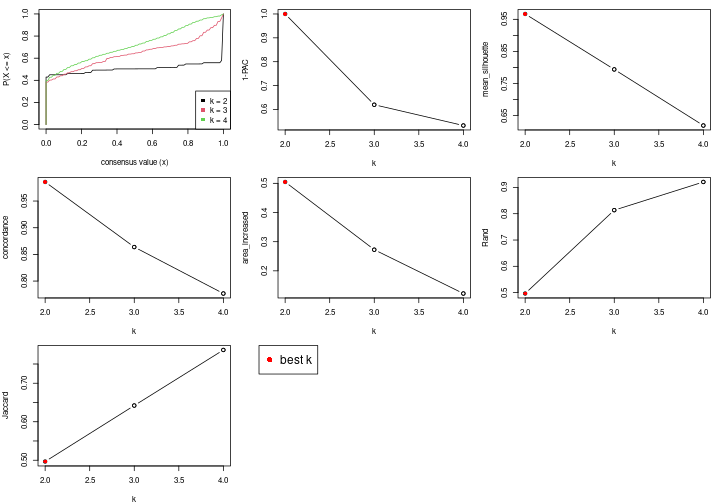 P(X <= x)
1.0
0.8
0.6
0.4
0.2
0.0
k = 2
k = 3
k = 4
0.0 0.2 0.4 0.6 0.8 1.0
consensus value (x)
1-PAC
1.0
0.9
0.8
0.7
0.6
2.0 2.5 3.0 3.5 4.0
k
mean_silhouette
0.95
0.85
0.75
0.65
2.0 2.5 3.0 3.5 4.0
k
concordance
0.95
0.90
0.85
0.80
2.0 2.5 3.0 3.5 4.0
k
area_increased
0.5
0.4
0.3
0.2
2.0 2.5 3.0 3.5 4.0
k
Rand
0.9
0.8
0.7
0.6
0.5
2.0 2.5 3.0 3.5 4.0
k
Jaccard
0.70
0.60
0.50
2.0 2.5 3.0 3.5 4.0
k
best k